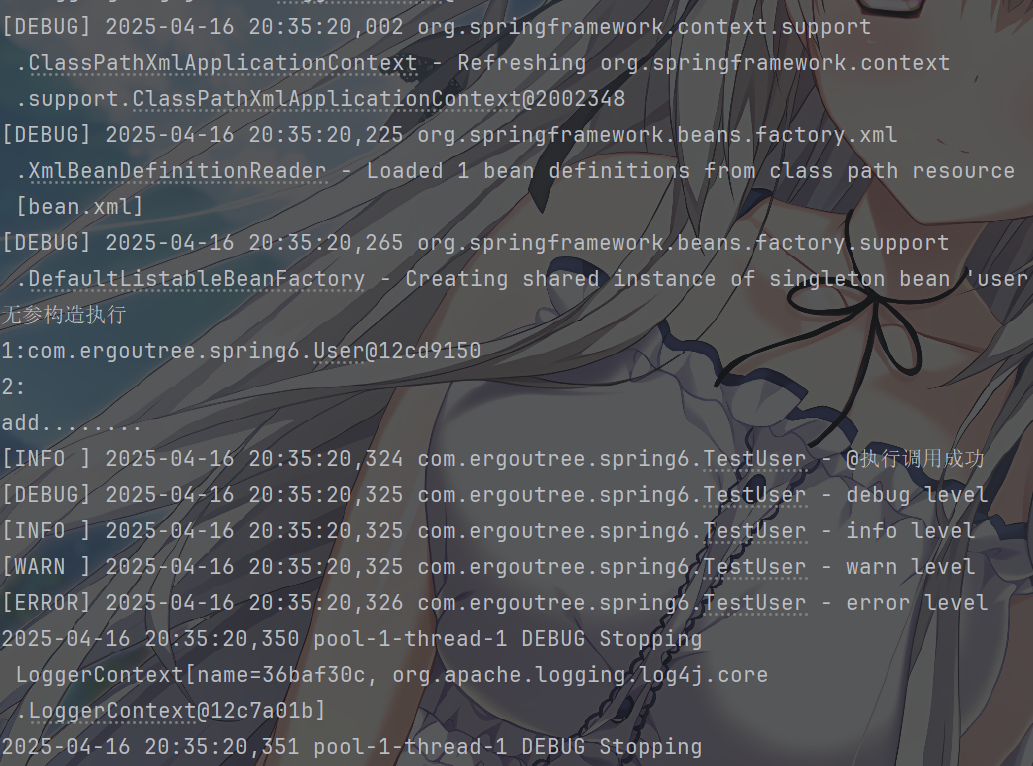 [DEBUG] 2025-04-16 20:35:20,002 org.springframework.context.support
.ClassPathXmlApplicationContext - Refreshing org.springframework.context
.support.ClassPathXmlApplicationContext@2002348
[DEBUG] 2025-04-16 20:35:20,225 org.springframework.beans.factory.xml
.XmlBeanDefinitionReader - Loaded 1 bean definitions from class path resource
[bean.xml]
[DEBUG] 2025-04-16 20:35:20,265 org.springframework.beans.factory.support
.DefaultListableBeanFactory - Creating shared instance of singleton bean 'user
无参构造执行
1:com.ergoutree.spring6.User@12cd9150
2:
add........
[INFO ] 2025-04-16 20:35:20,324 com.ergoutree.spring6.TestUser - @执行调用成功
[DEBUG] 2025-04-16 20:35:20,325 com.ergoutree.spring6.TestUser - debug level
[INFO ] 2025-04-16 20:35:20,325 com.ergoutree.spring6.TestUser - info level
[WARN ] 2025-04-16 20:35:20,325 com.ergoutree.spring6.TestUser - warn level
[ERROR] 2025-04-16 20:35:20,326 com.ergoutree.spring6.TestUser - error level
2025-04-16 20:35:20,350 pool-1-thread-1 DEBUG Stopping
LoggerContext[name=36baf30c, org.apache.logging.log4j.core
.LoggerContext@12c7a01b]
2025-04-16 20:35:20,351 pool-1-thread-1 DEBUG Stopping